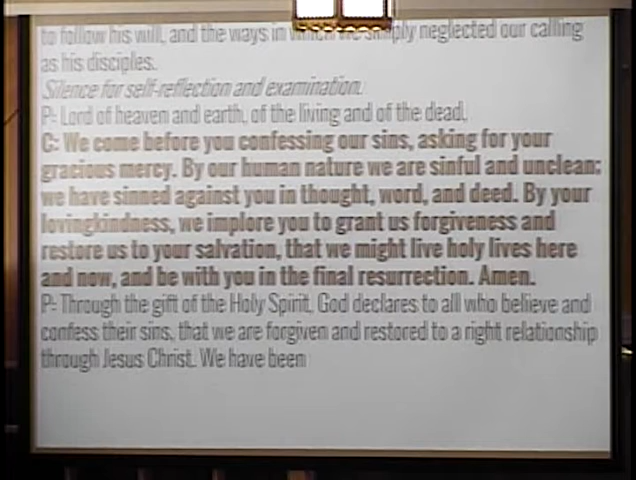 to follow his will, and the ways in which we simply neglected our calling
as his disciples.
Silence for self-reflection and examination.
P: Lord of heaven and earth, of the living and of the dead,
C: We come before you confessing our sins, asking for your
gracious mercy. By our human nature we are sinful and unclean;
we have sinned against you in thought, word, and deed. By your
lovingkindness, we implore you to grant us forgiveness and
restore us to your salvation, that we might live holy lives here
and now, and be with you in the final resurrection. Amen.
P: Through the gift of the Holy Spirit, God declares to all who believe and
confess their sins, that we are forgiven and restored to a right relationship
through Jesus Christ. We have been